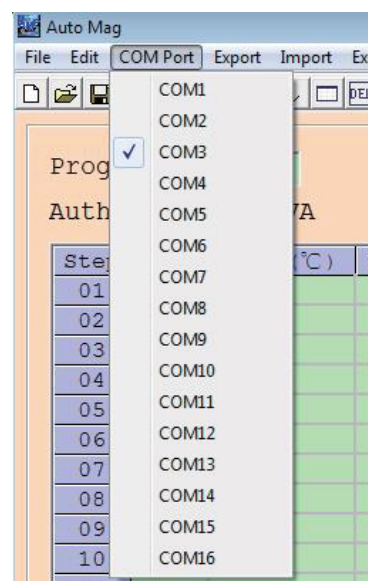 Auto Mag
File Edit COM Port Export Import Ex
DEL
COM1
COM2
COM3
COM4
COM5
COM6
COM7
COM8
COM9
COM10
COM11
COM12
COM13
COM14
COM15
COM16
Prog
Auth VA
Step (℃)
01
02
03
04
05
06
07
08
09
10